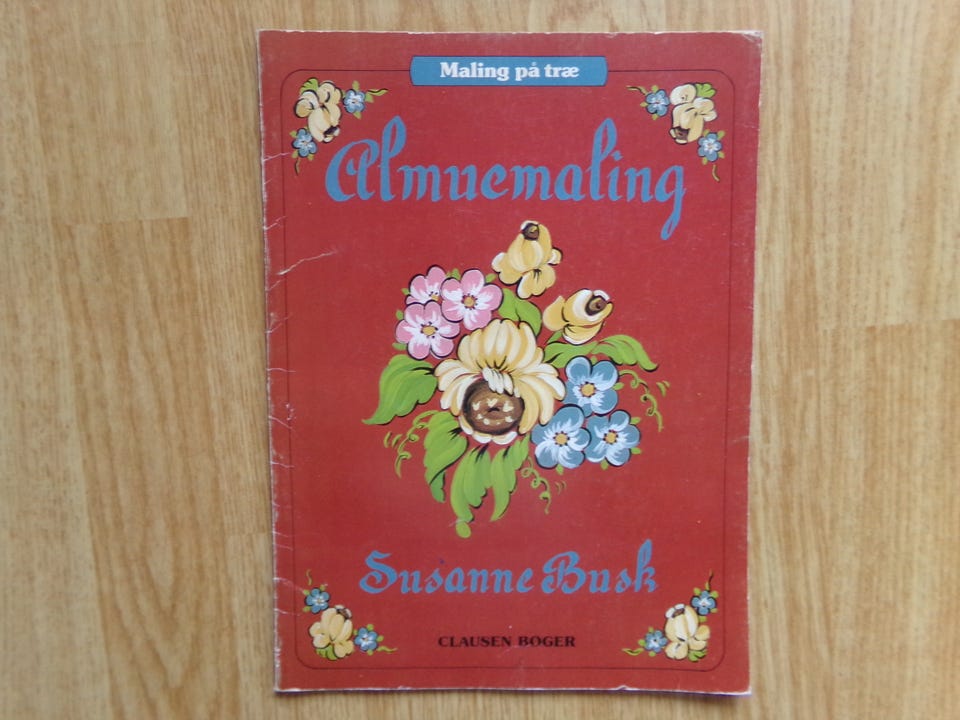 Maling på træ
Almuemaling
Susanne Busk
CLAUSEN BØGER